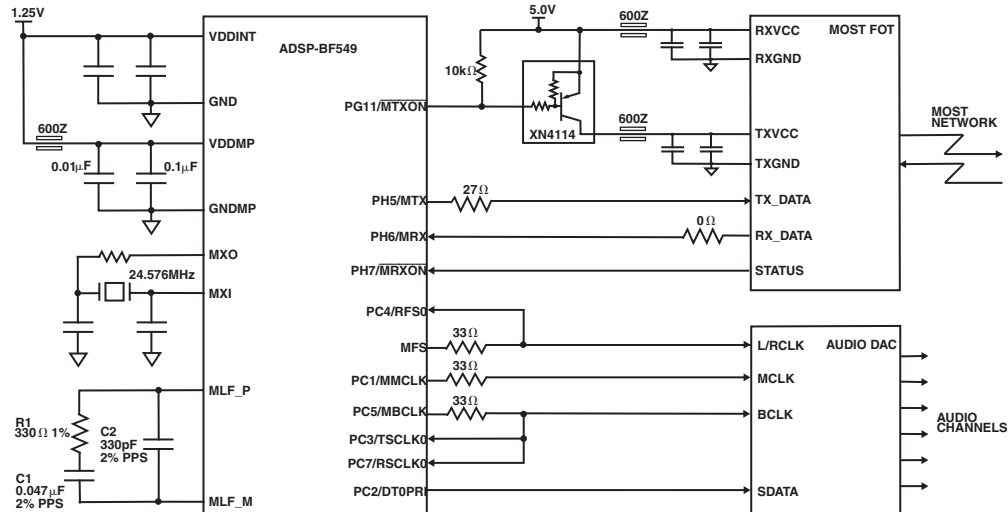 1.25V
VDDINT
ADSP-BF549
GND
600Z
VDDMP
0.01µF
0.1µF
GNDMP
MXO
24.576MHz
MXI
MLF_P
R1
330Ω 1%
C2
330pF
2% PPS
C1
0.047µF
2% PPS
MLF_M
5.0V
600Z
10kΩ
PG11/MTXON
XN4114
600Z
RXVCC
MOST FOT
RXGND
TXVCC
TXGND
MOST
NETWORK
PH5/MTX
27Ω
TX_DATA
PH6/MRX
0Ω
RX_DATA
PH7/MRXON
STATUS
PC4/RFS0
MFS
33Ω
L/RCLK
AUDIO DAC
PC1/MMCLK
33Ω
MCLK
PC5/MBCLK
33Ω
BCLK
AUDIO
CHANNELS
PC3/TSCLK0
PC7/RSCLK0
PC2/DT0PRI
SDATA